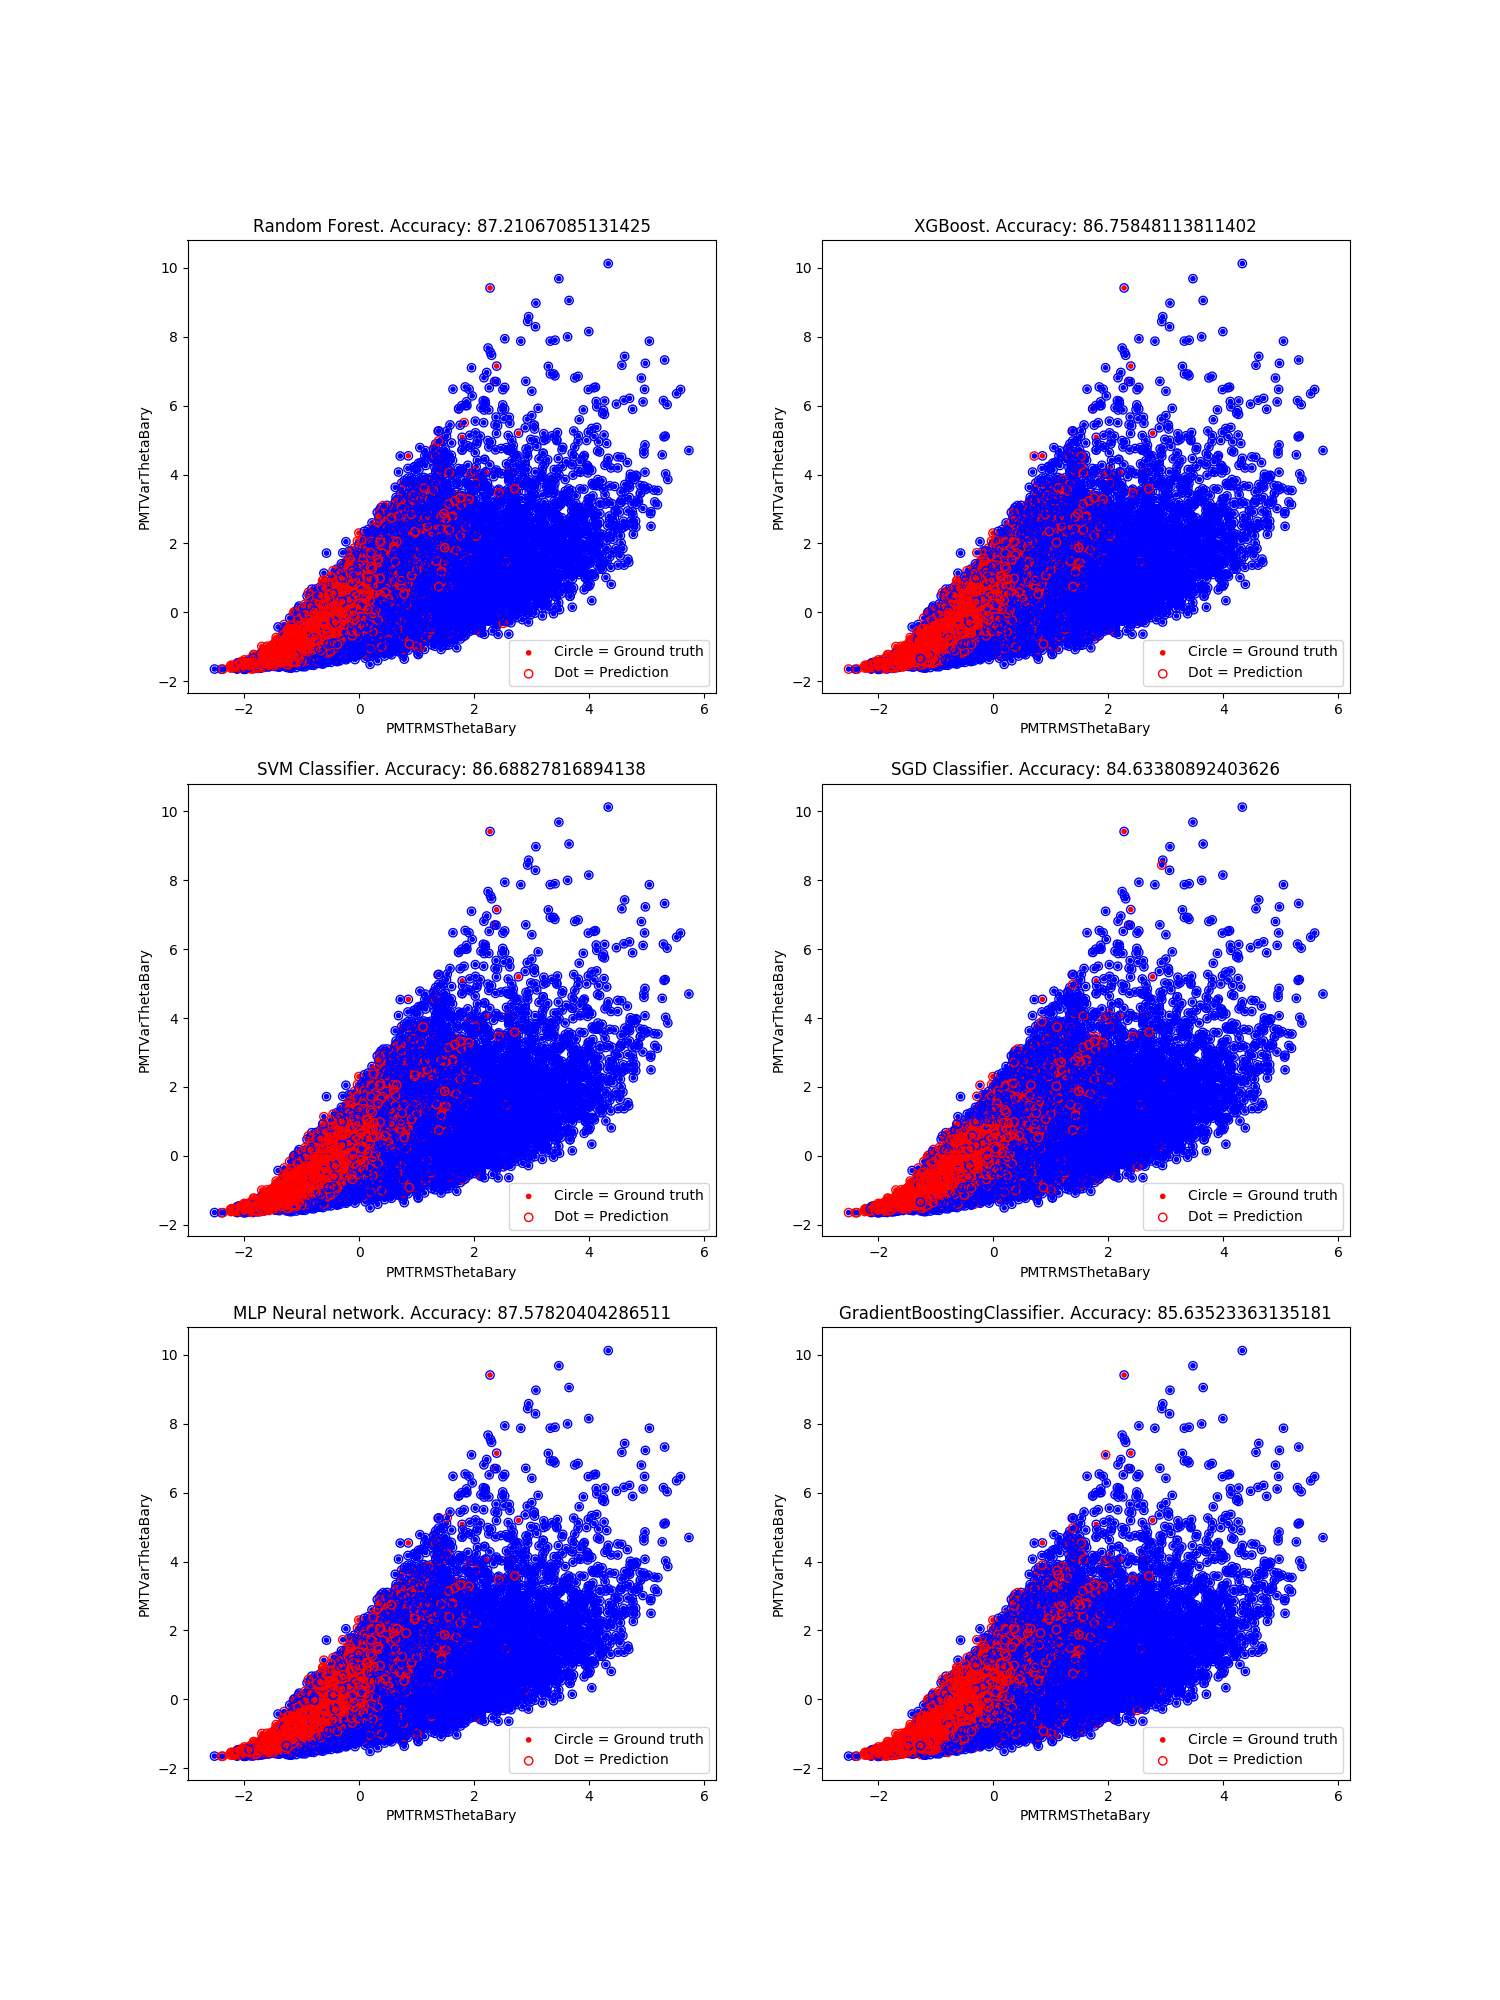 Random Forest. Accuracy: 87.21067085131425
PMTVarThetaBary
10
8
6
4
2
0
−2
−2 0 2 4 6
PMTRMSThetaBary
Circle = Ground truth
Dot = Prediction
XGBoost. Accuracy: 86.75848113811402
PMTVarThetaBary
10
8
6
4
2
0
−2
−2 0 2 4 6
PMTRMSThetaBary
Circle = Ground truth
Dot = Prediction
SVM Classifier. Accuracy: 86.68827816894138
PMTVarThetaBary
10
8
6
4
2
0
−2
−2 0 2 4 6
PMTRMSThetaBary
Circle = Ground truth
Dot = Prediction
SGD Classifier. Accuracy: 84.63380892403626
PMTVarThetaBary
10
8
6
4
2
0
−2
−2 0 2 4 6
PMTRMSThetaBary
Circle = Ground truth
Dot = Prediction
MLP Neural network. Accuracy: 87.57820404286511
PMTVarThetaBary
10
8
6
4
2
0
−2
−2 0 2 4 6
PMTRMSThetaBary
Circle = Ground truth
Dot = Prediction
GradientBoostingClassifier. Accuracy: 85.63523363135181
PMTVarThetaBary
10
8
6
4
2
0
−2
−2 0 2 4 6
PMTRMSThetaBary
Circle = Ground truth
Dot = Prediction